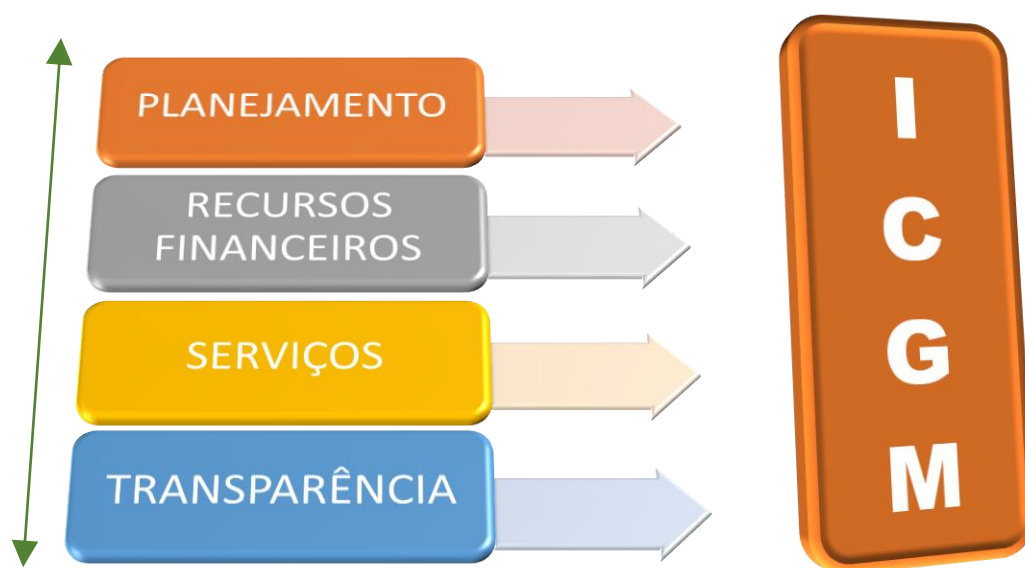 PLANEJAMENTO
RECURSOS
FINANCEIROS
SERVIÇOS
TRANSPARÊNCIA
I
C
G
M